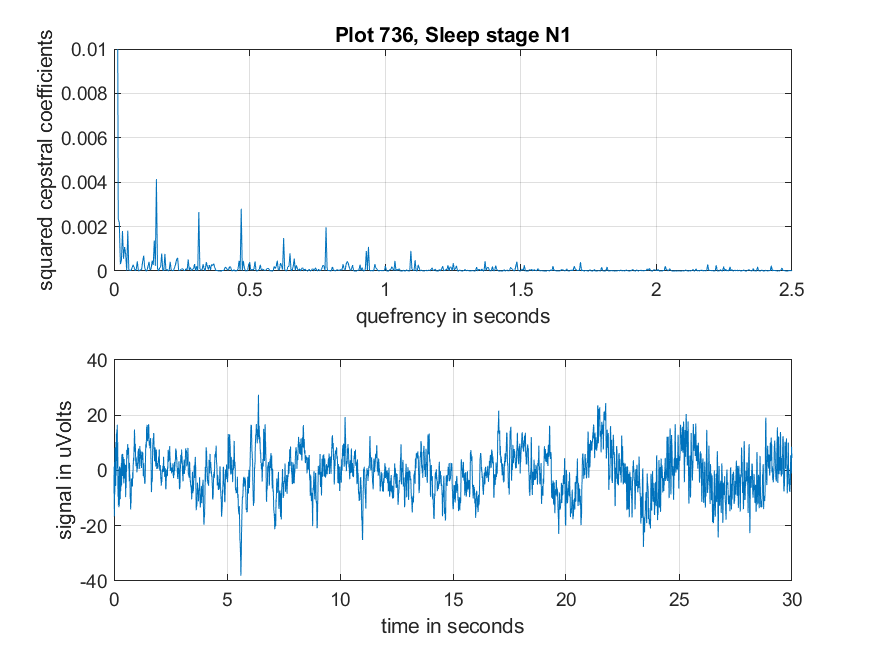 Plot 736, Sleep stage N1
squared cepstral coefficients
0.01
0.008
0.006
0.004
0.002
0
0 0.5 1 1.5 2 2.5
quefrency in seconds
signal in uVolts
40
20
0
-20
-40
0 5 10 15 20 25 30
time in seconds